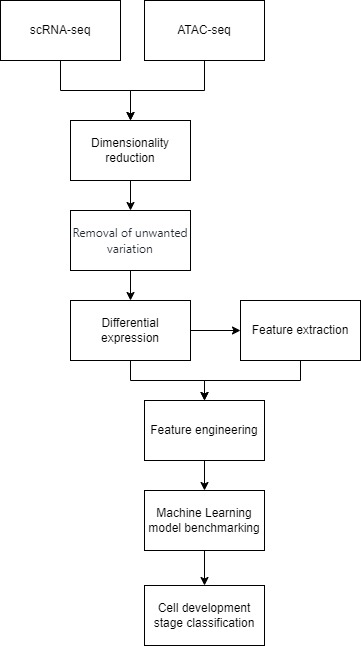 scRNA-seq
ATAC-seq
Dimensionality
reduction
Removal of unwanted
variation
Differential
expression
Feature extraction
Feature engineering
Machine Learning
model benchmarking
Cell development
stage classification